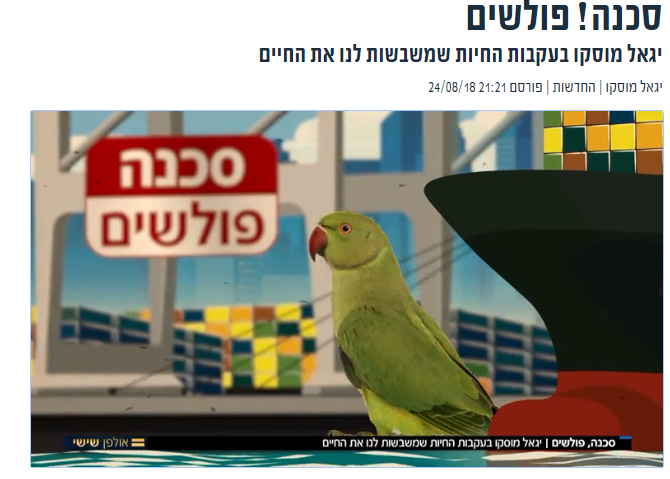 סכנה! פולשים
יגאל מוסקו בעקבות החיות שמשבשות לנו את החיים
יגאל מוסקו | החדשות | פורסם 21:21 24/08/18
סכנה
פולשים
סכנה, פולשים | יגאל מוסקו בעקבות החיות שמשבשות לנו את החיים
אולפן שישי